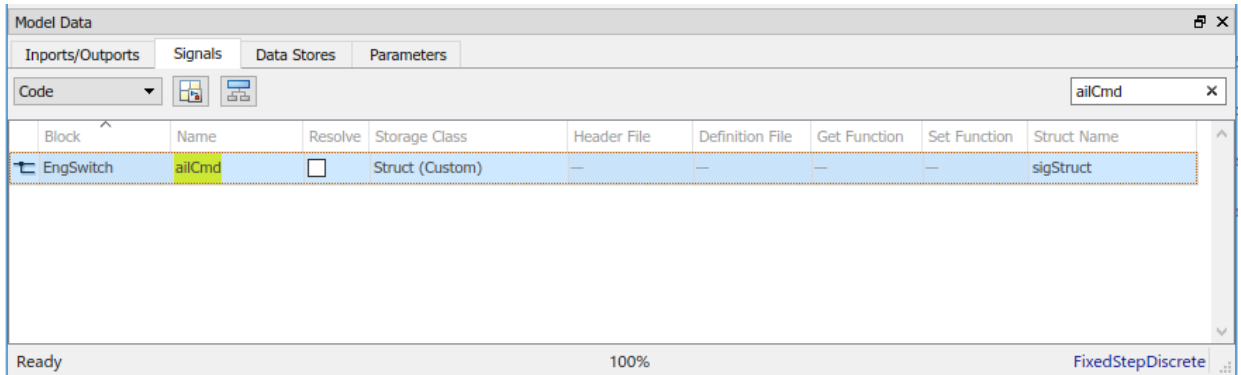 Model Data
Inports/Outports Signals Data Stores Parameters
Code ailCmd
Block Name Resolve Storage Class Header File Definition File Get Function Set Function Struct Name
EngSwitch ailCmd Struct (Custom) — — — — sigStruct
Ready 100% FixedStepDiscrete